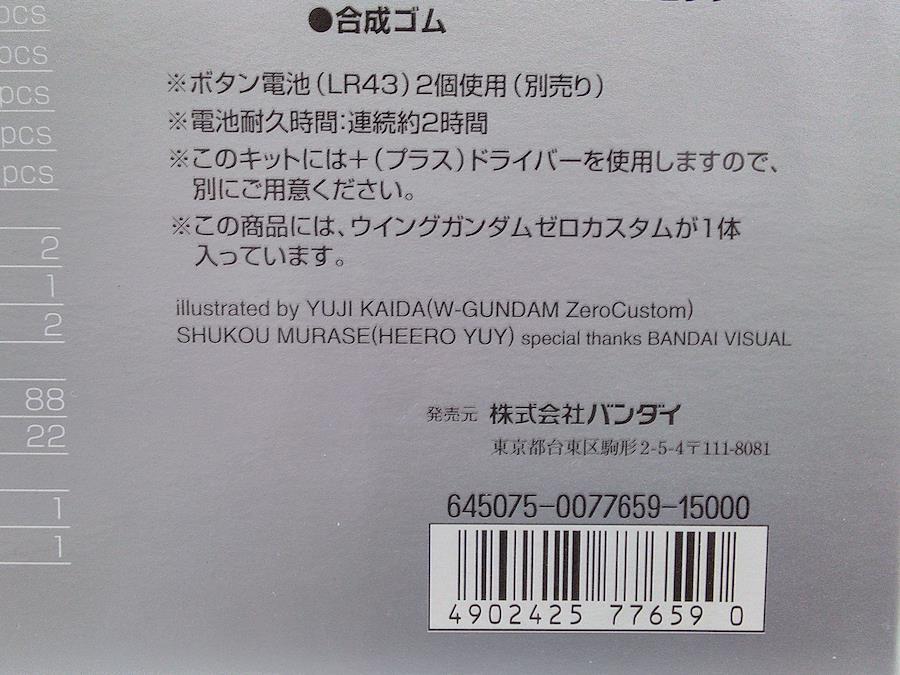 pcs
●合成ゴム
pcs
pcs
pcs
pcs
※ボタン電池(LR43)2個使用(別売り)
※電池耐久時間:連続約2時間
※このキットには+(プラス)ドライバーを使用しますので、
別にご用意ください。
※この商品には、ウイングガンダムゼロカスタムが1体
入っています。
2
1
2
88
22
1
1
illustrated by YUJI KAIDA(W-GUNDAM ZeroCustom)
SHUKOU MURASE(HEERO YUY) special thanks BANDAI VISUAL
発売元 株式会社バンダイ
東京都台東区駒形2-5-4〒111-8081
645075-0077659-15000
4902425 77659 0